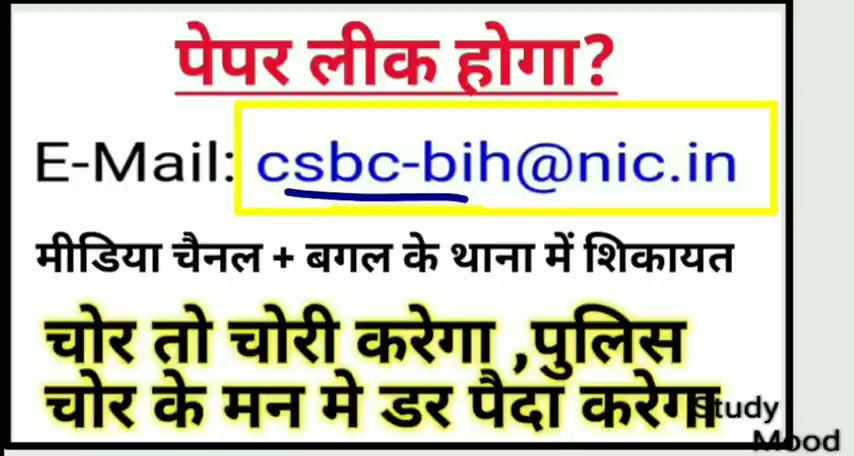 पेपर लीक होगा?
E-Mail: csbc-bih@nic.in
मीडिया चैनल + बगल के थाना में शिकायत
चोर तो चोरी करेगा ,पुलिस
चोर के मन मे डर पैदा करेगा
Study
Mood